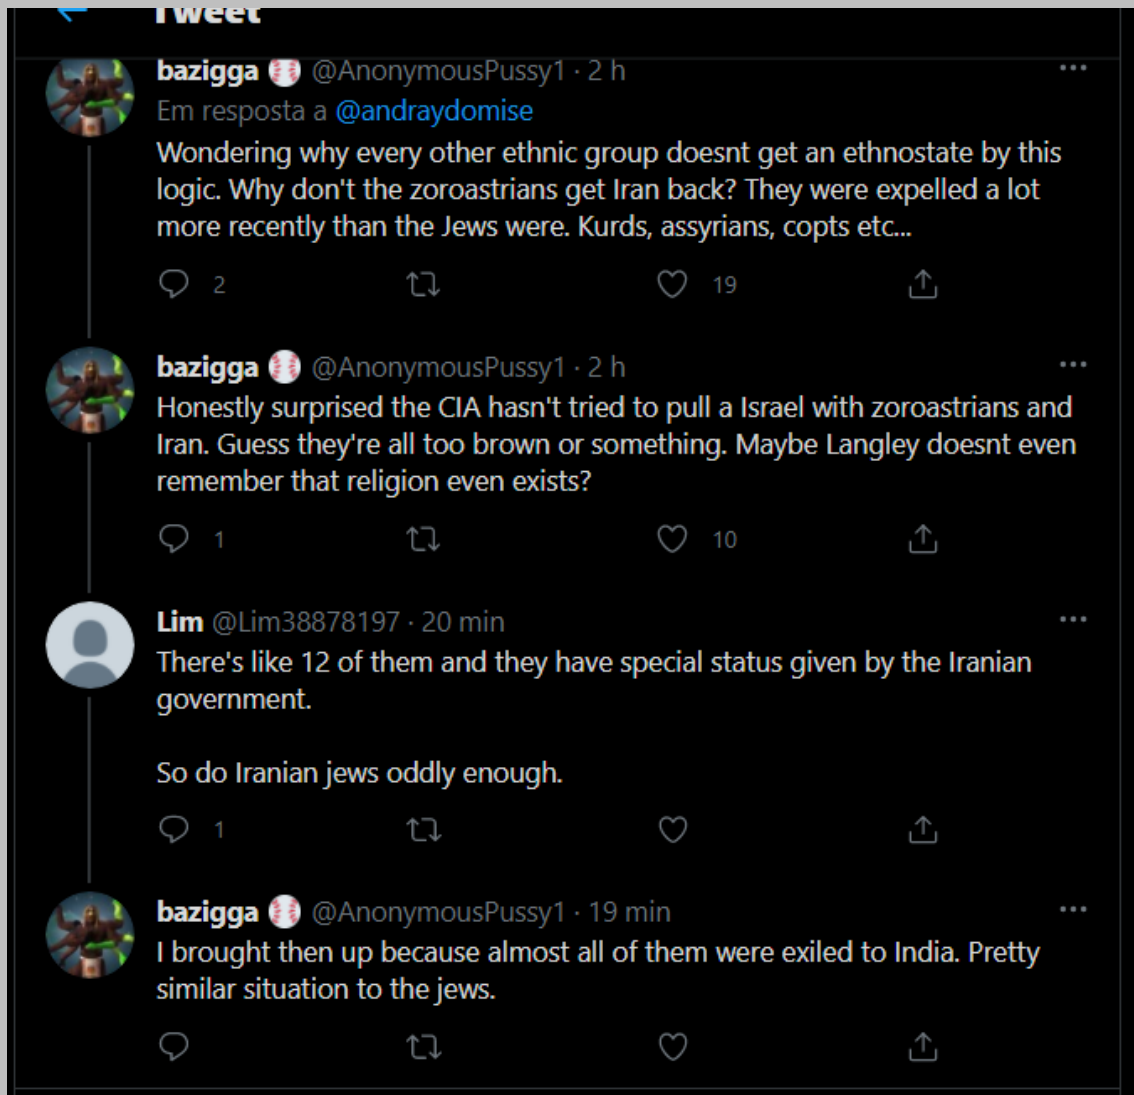 Tweet
bazigga ⚾ @AnonymousPussy1 · 2 h
Em resposta a @andraydomise
Wondering why every other ethnic group doesnt get an ethnostate by this
logic. Why don't the zoroastrians get Iran back? They were expelled a lot
more recently than the Jews were. Kurds, assyrians, copts etc...
2 19
bazigga ⚾ @AnonymousPussy1 · 2 h
Honestly surprised the CIA hasn't tried to pull a Israel with zoroastrians and
Iran. Guess they're all too brown or something. Maybe Langley doesnt even
remember that religion even exists?
1 10
Lim @Lim38878197 · 20 min
There's like 12 of them and they have special status given by the Iranian
government.
So do Iranian jews oddly enough.
1
bazigga ⚾ @AnonymousPussy1 · 19 min
I brought then up because almost all of them were exiled to India. Pretty
similar situation to the jews.